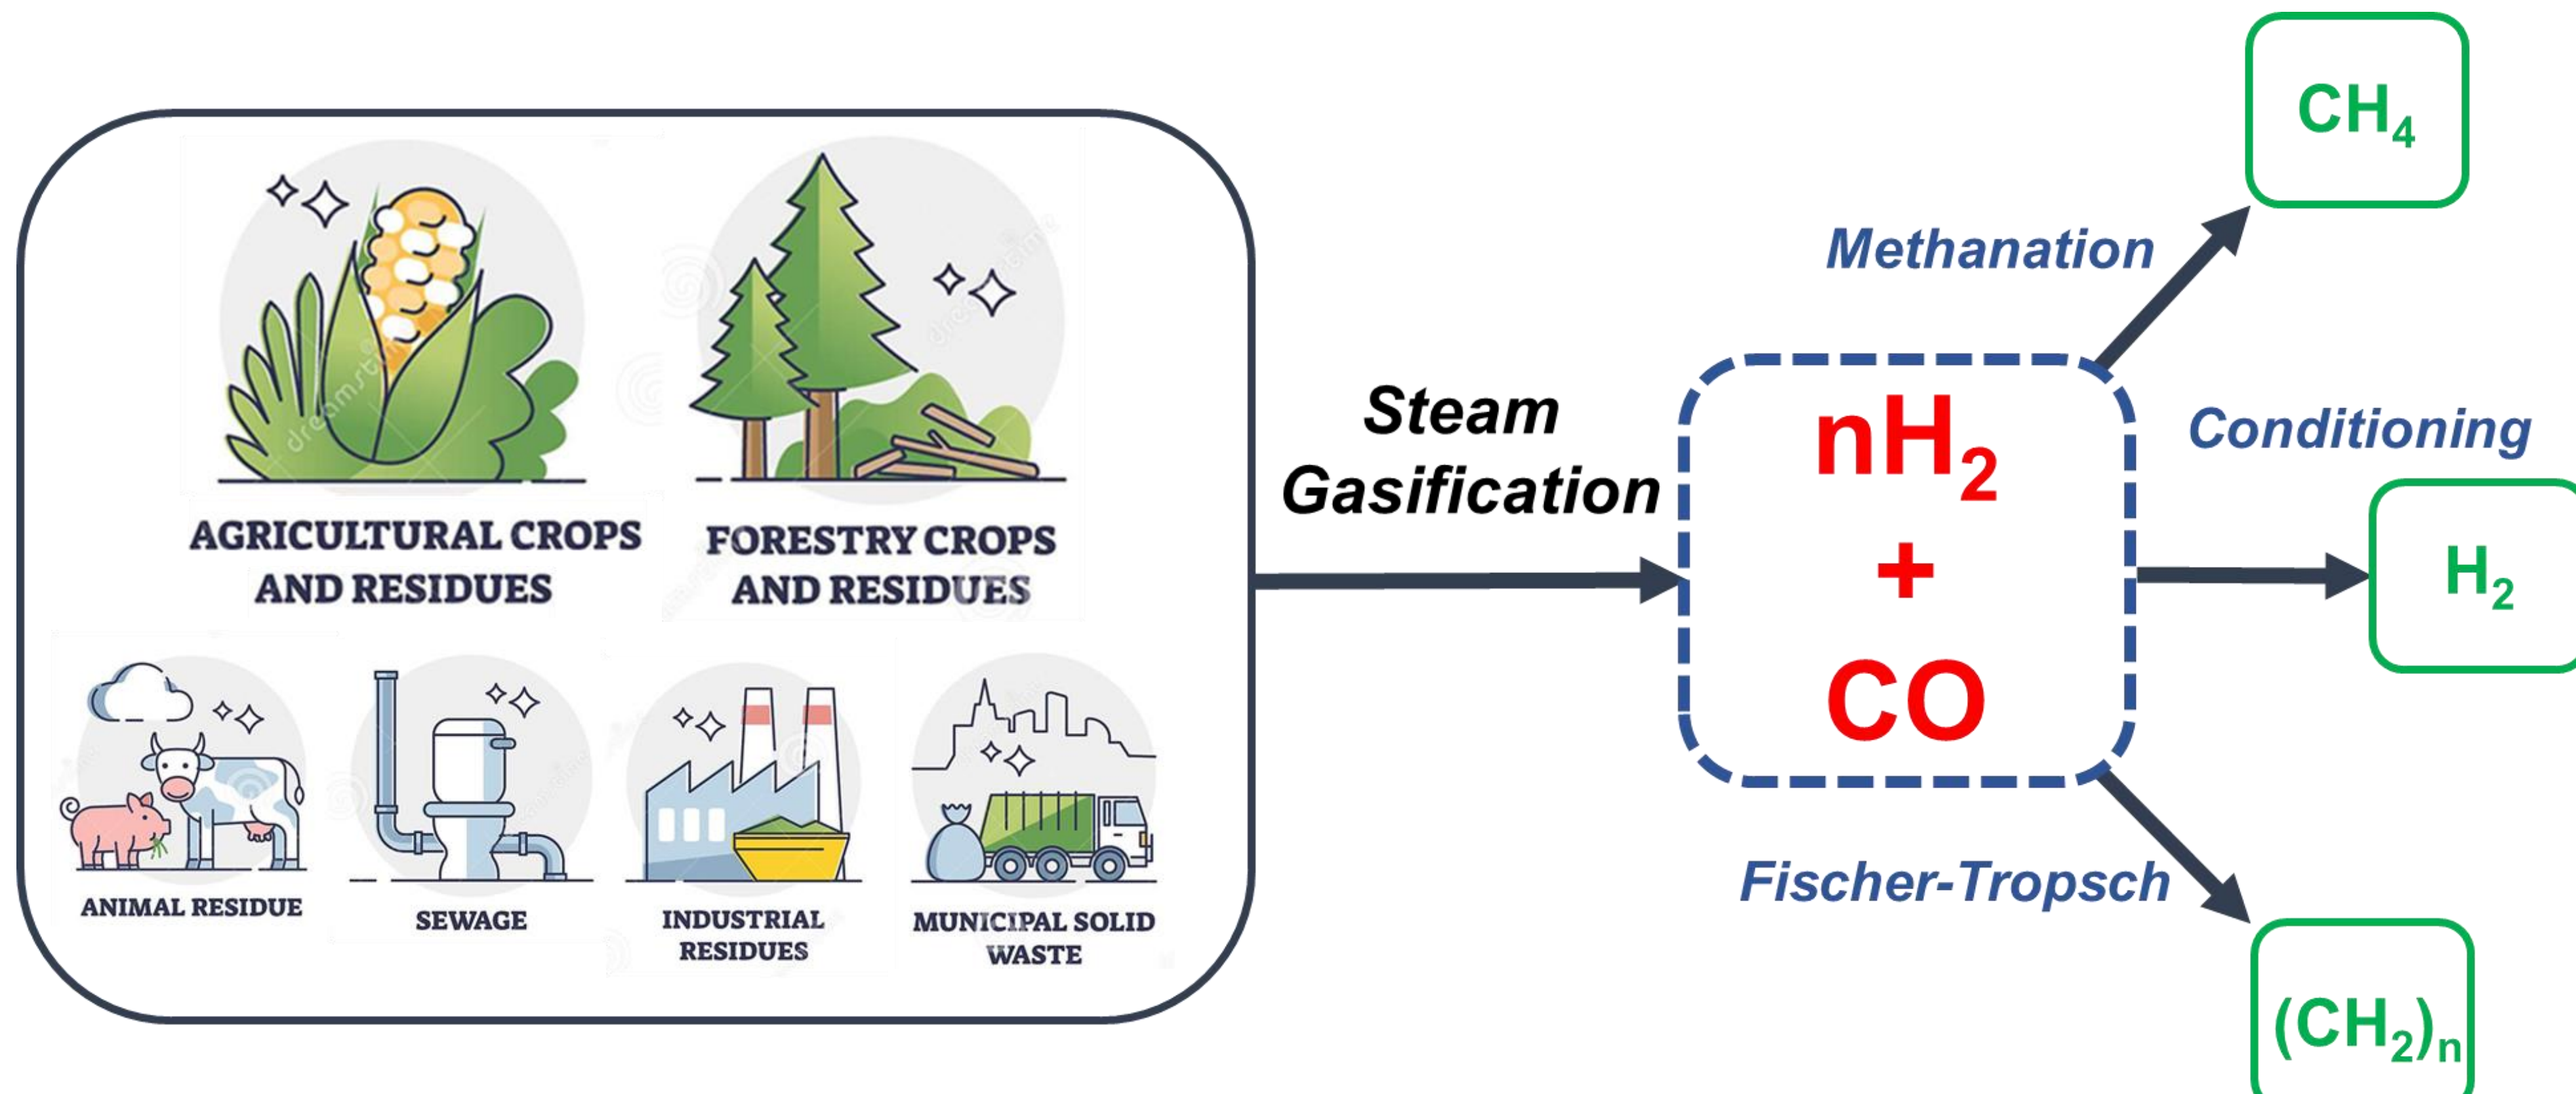 AGRICULTURAL CROPS
AND RESIDUES
FORESTRY CROPS
AND RESIDUES
ANIMAL RESIDUE
SEWAGE
INDUSTRIAL
RESIDUES
MUNICIPAL SOLID
WASTE
Steam
Gasification
nH₂
+
CO
Methanation
CH₄
Conditioning
H₂
Fischer-Tropsch
(CH₂)ₙ